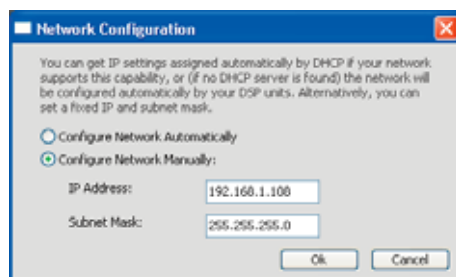 Network Configuration
You can get IP settings assigned automatically by DHCP if your network
supports this capability, or (if no DHCP server is found) the network will
be configured automatically by your DSP units. Alternatively, you can
set a fixed IP and subnet mask.
Configure Network Automatically
Configure Network Manually:
IP Address: 192.168.1.108
Subnet Mask: 255.255.255.0
Ok Cancel